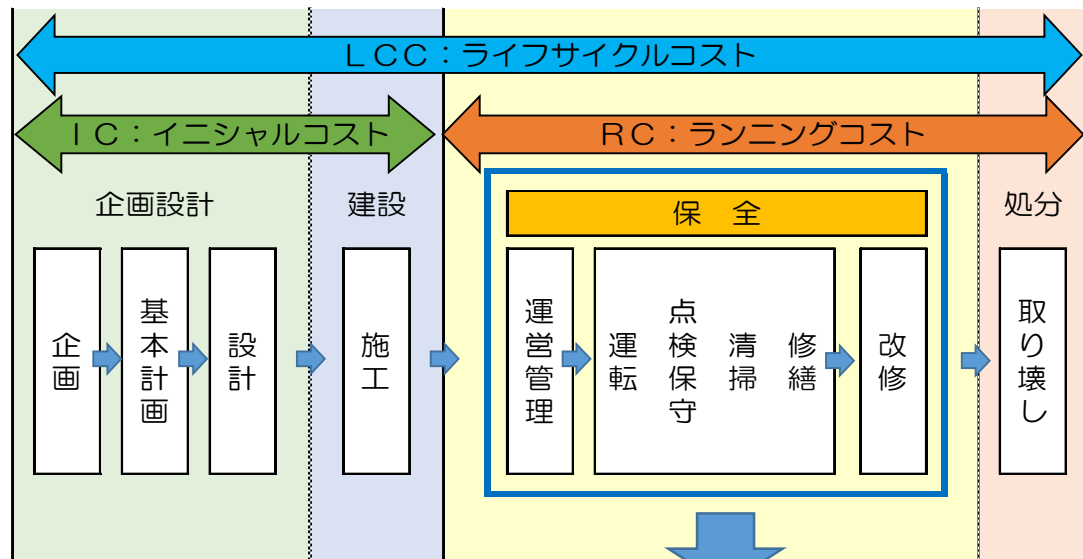 LCC：ライフサイクルコスト
IC：イニシャルコスト
RC：ランニングコスト
企画設計
建設
保　全
処分
企画
基本計画
設計
施工
運営管理
運転
点検保守
清掃
修繕
改修
取り壊し